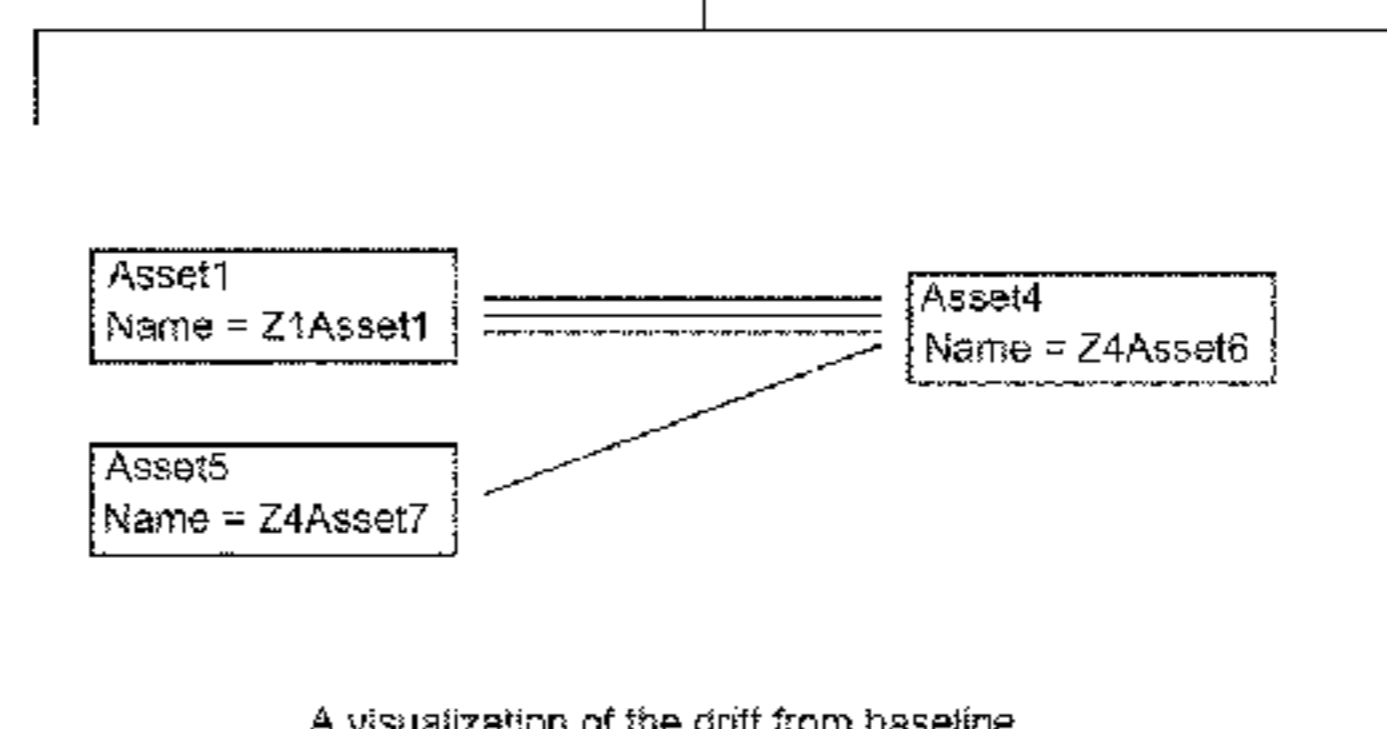 Asset1
Name = Z1Asset1
Asset4
Name = Z4Asset6
Asset5
Name = Z4Asset7
A visualization of the drift from baseline